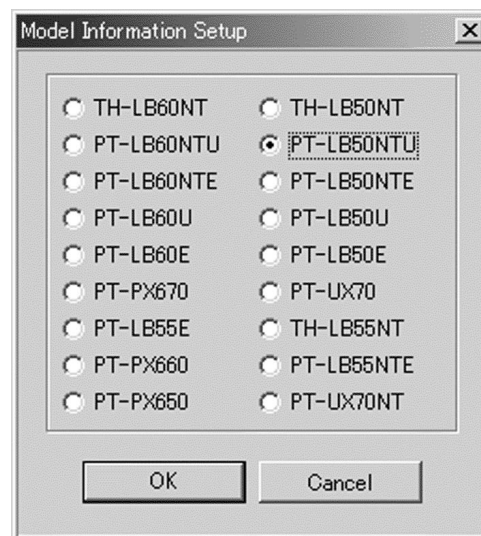 Model Information Setup
TH-LB60NT TH-LB50NT
PT-LB60NTU PT-LB50NTU
PT-LB60NTE PT-LB50NTE
PT-LB60U PT-LB50U
PT-LB60E PT-LB50E
PT-PX670 PT-UX70
PT-LB55E TH-LB55NT
PT-PX660 PT-LB55NTE
PT-PX650 PT-UX70NT
OK Cancel